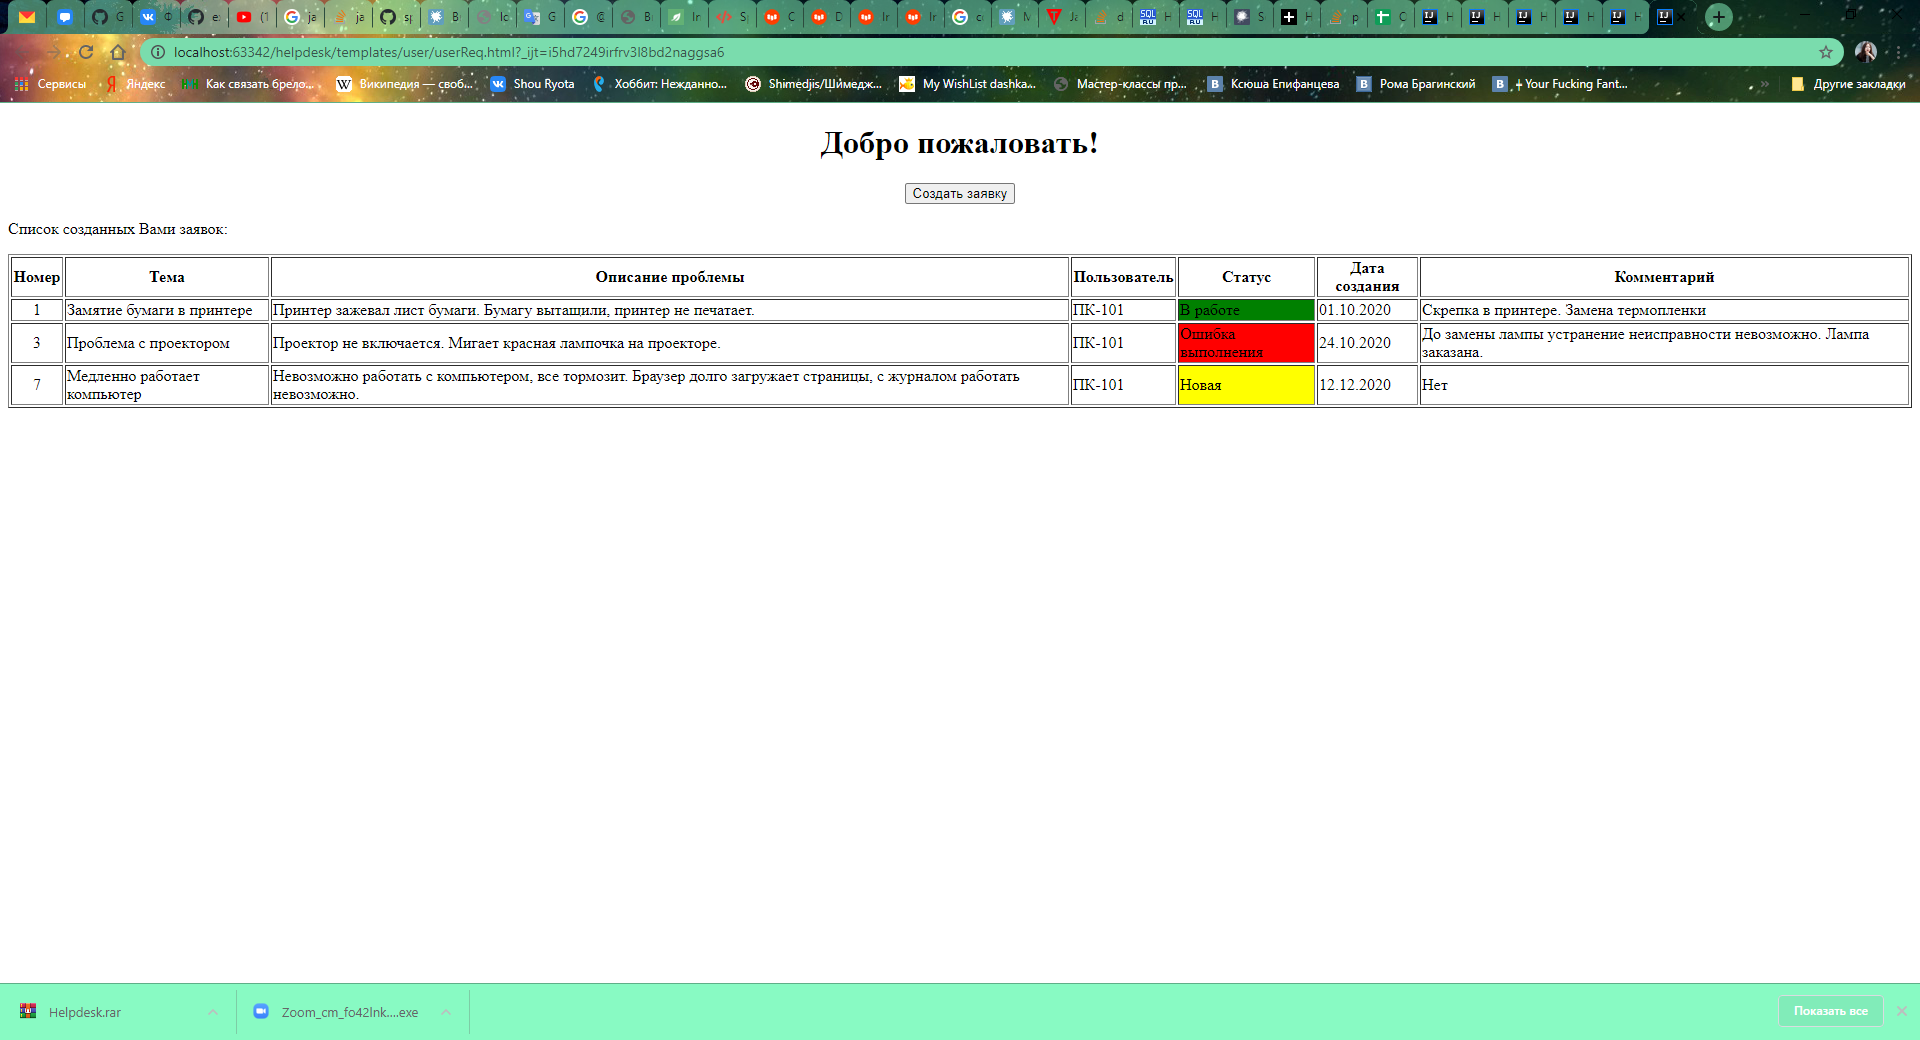 localhost:63342/helpdesk/templates/user/userReq.html?_ijt=i5hd7249irfrv3l8bd2naggsa6
Сервисы Яндекс Как связать брело... Википедия — своб... Shou Ryota Хоббит: Нежданно... Shimedjis/Шимедж... My WishList dashka... Мастер-классы пр... Ксюша Епифанцева Рома Брагинский ╋Your Fucking Fant... » Другие закладки
Добро пожаловать!
Создать заявку
Список созданных Вами заявок:
Номер Тема Описание проблемы Пользователь Статус Дата создания Комментарий
1 Замятие бумаги в принтере Принтер зажевал лист бумаги. Бумагу вытащили, принтер не печатает. ПК-101 В работе 01.10.2020 Скрепка в принтере. Замена термопленки
3 Проблема с проектором Проектор не включается. Мигает красная лампочка на проекторе. ПК-101 Ошибка выполнения 24.10.2020 До замены лампы устранение неисправности невозможно. Лампа заказана.
7 Медленно работает компьютер Невозможно работать с компьютером, все тормозит. Браузер долго загружает страницы, с журналом работать невозможно. ПК-101 Новая 12.12.2020 Нет
Helpdesk.rar Zoom_cm_fo42lnk....exe Показать все